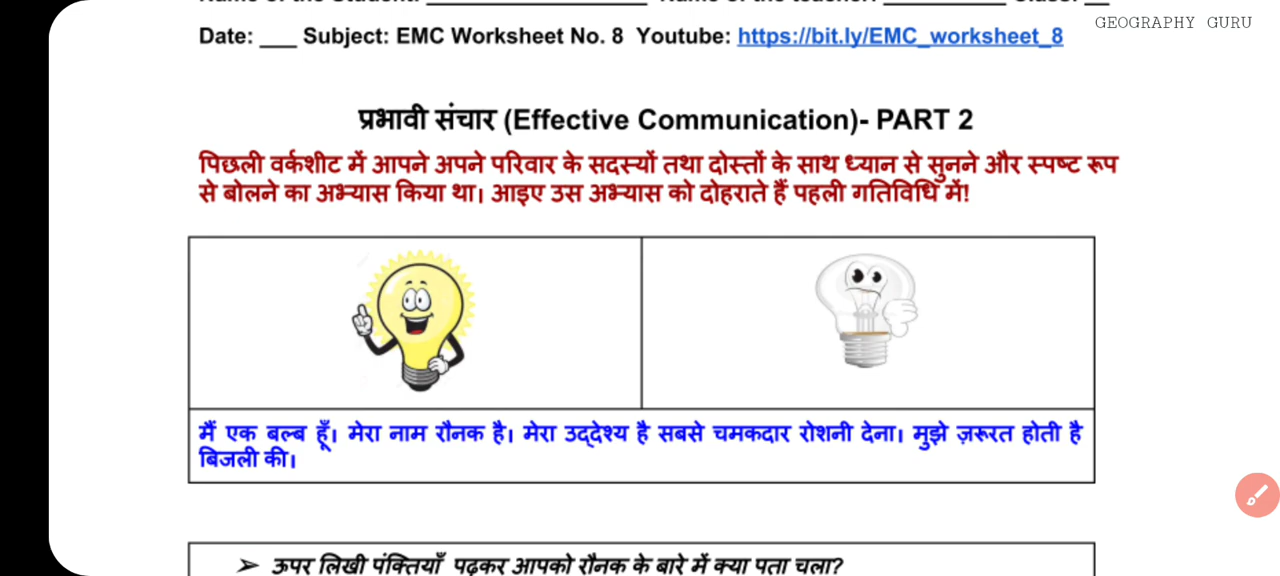 GEOGRAPHY GURU
Date: ___ Subject: EMC Worksheet No. 8 Youtube: https://bit.ly/EMC_worksheet_8
प्रभावी संचार (Effective Communication)- PART 2
पिछली वर्कशीट में आपने अपने परिवार के सदस्यों तथा दोस्तों के साथ ध्यान से सुनने और स्पष्ट रूप
से बोलने का अभ्यास किया था। आइए उस अभ्यास को दोहराते हैं पहली गतिविधि में!
मैं एक बल्ब हूँ। मेरा नाम रौनक है। मेरा उद्देश्य है सबसे चमकदार रोशनी देना। मुझे ज़रूरत होती है
बिजली की।
➢ ऊपर लिखी पंक्तियाँ पढ़कर आपको रौनक के बारे में क्या पता चला?